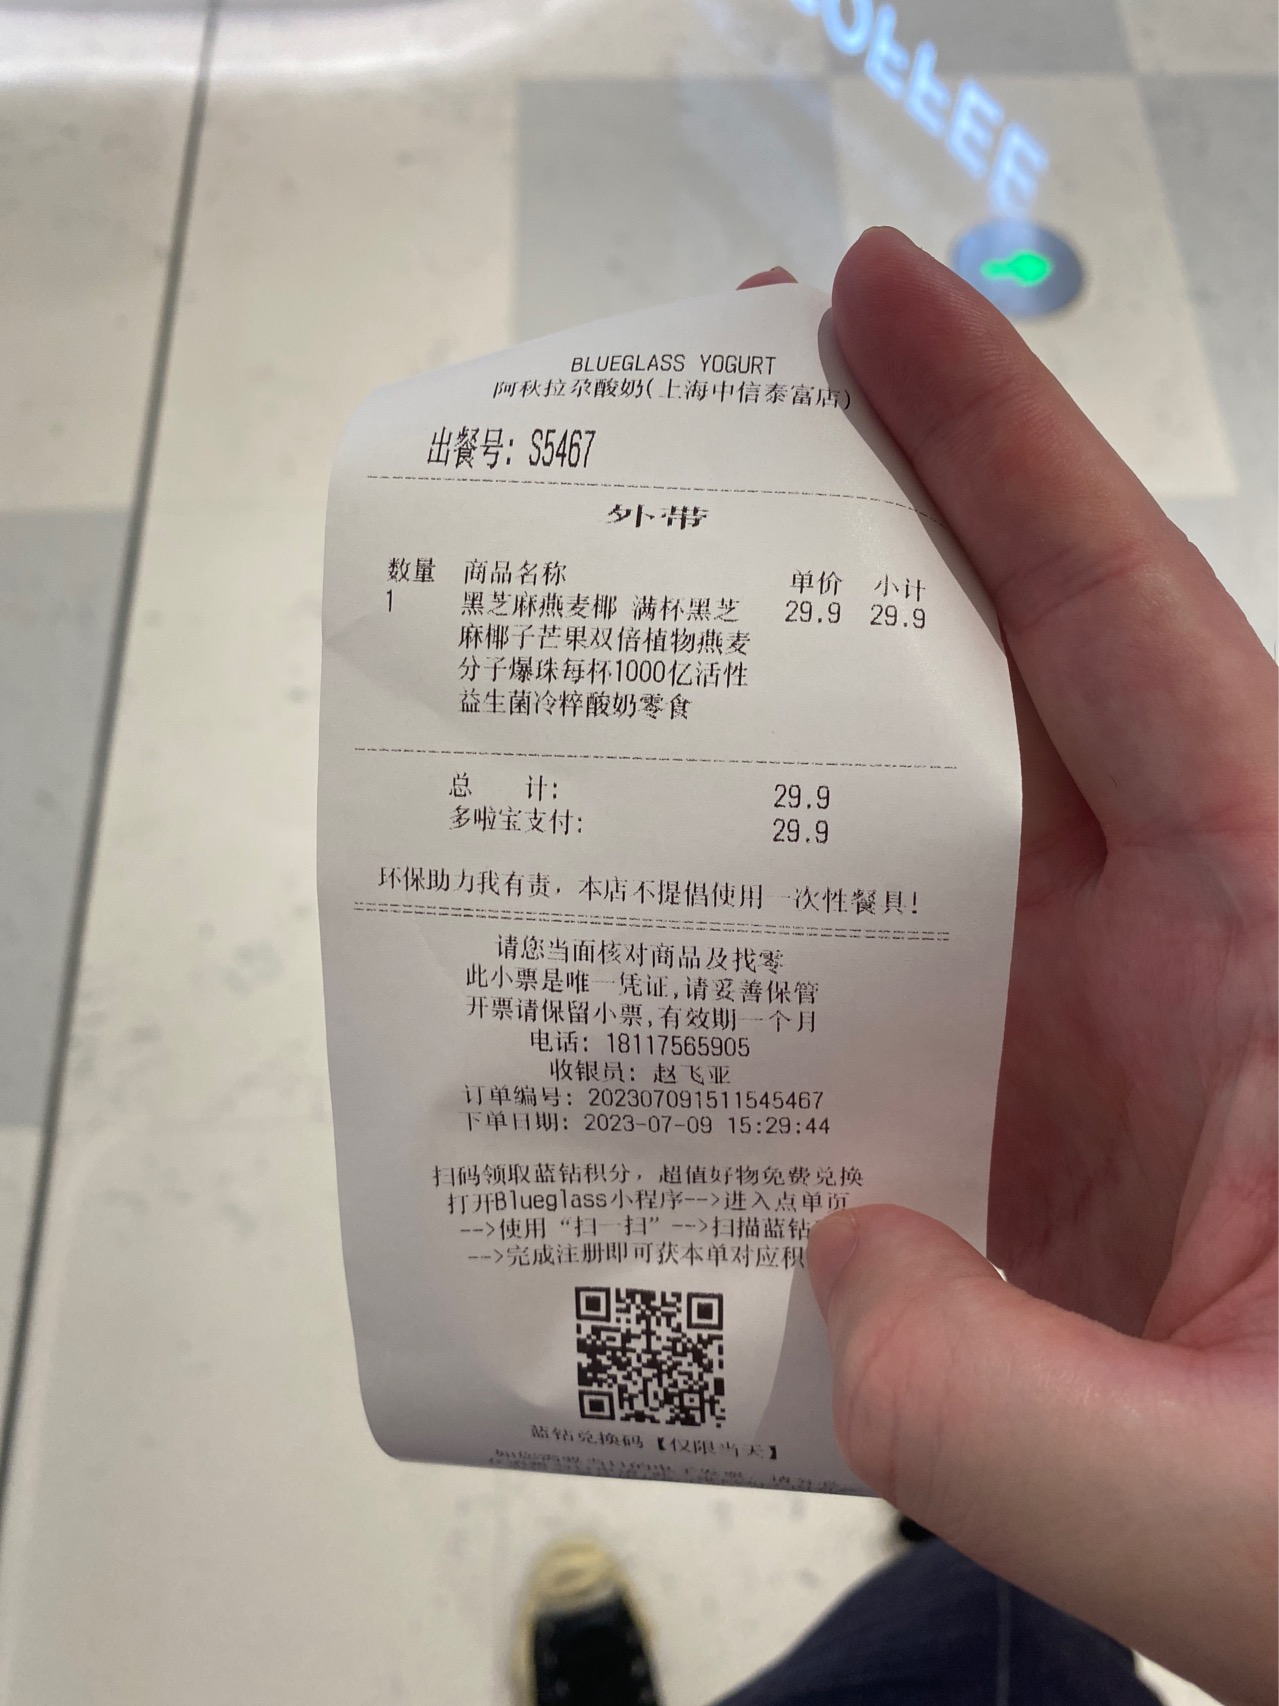 COFFEE
BLUEGLASS YOGURT
阿秋拉尕酸奶(上海中信泰富店)
出餐号: S5467
外带
数量 商品名称 单价 小计
1 黑芝麻燕麦椰 满杯黑芝 29.9 29.9
麻椰子芒果双倍植物燕麦
分子爆珠每杯1000亿活性
益生菌冷粹酸奶零食
总 计: 29.9
多啦宝支付: 29.9
环保助力我有责，本店不提倡使用一次性餐具!
请您当面核对商品及找零
此小票是唯一凭证,请妥善保管
开票请保留小票,有效期一个月
电话: 18117565905
收银员: 赵飞亚
订单编号: 202307091511545467
下单日期: 2023-07-09 15:29:44
扫码领取蓝钻积分，超值好物免费兑换
打开Blueglass小程序-->进入点单页
-->使用“扫一扫”-->扫描蓝钻
-->完成注册即可获本单对应积
蓝钻兑换码【仅限当天】